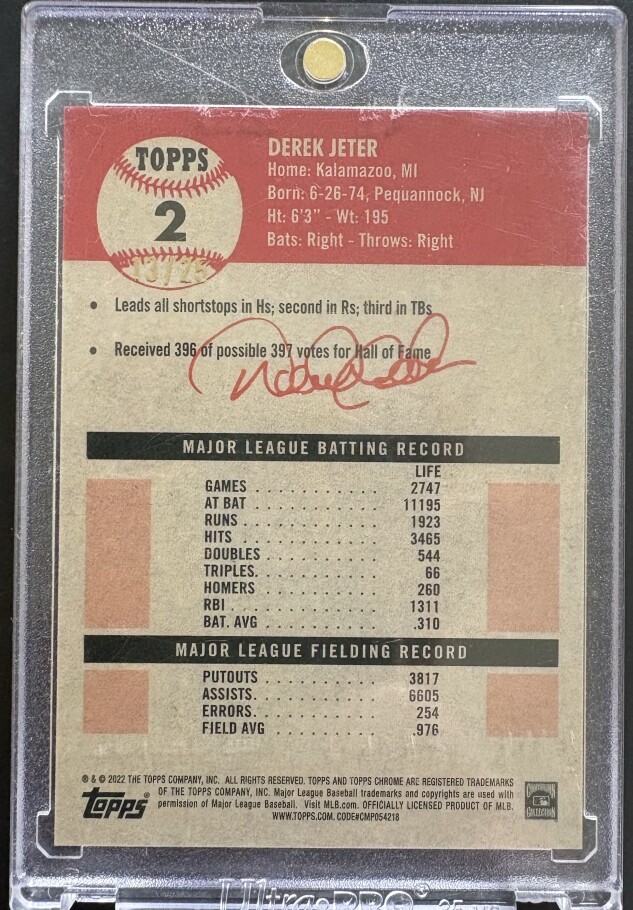 TOPPS
2
13/25
DEREK JETER
Home: Kalamazoo, MI
Born: 6-26-74, Pequannock, NJ
Ht: 6'3" - Wt: 195
Bats: Right - Throws: Right
• Leads all shortstops in Hs; second in Rs; third in TBs
• Received 396 of possible 397 votes for Hall of Fame
MAJOR LEAGUE BATTING RECORD
LIFE
GAMES . . . . . . . . . . . 2747
AT BAT . . . . . . . . . . 11195
RUNS . . . . . . . . . . . 1923
HITS . . . . . . . . . . . 3465
DOUBLES . . . . . . . . . . 544
TRIPLES. . . . . . . . . . . 66
HOMERS . . . . . . . . . . 260
RBI . . . . . . . . . . . . 1311
BAT. AVG . . . . . . . . . .310
MAJOR LEAGUE FIELDING RECORD
PUTOUTS . . . . . . . . . . 3817
ASSISTS. . . . . . . . . . . 6605
ERRORS. . . . . . . . . . . 254
FIELD AVG . . . . . . . . . .976
® & © 2022 THE TOPPS COMPANY, INC. ALL RIGHTS RESERVED. TOPPS AND TOPPS CHROME ARE REGISTERED TRADEMARKS
OF THE TOPPS COMPANY, INC. Major League Baseball trademarks and copyrights are used with
permission of Major League Baseball. Visit MLB.com. OFFICIALLY LICENSED PRODUCT OF MLB.
WWW.TOPPS.COM. CODE#CMP054218
Topps®
COOPERSTOWN
COLLECTION
Ultra PRO